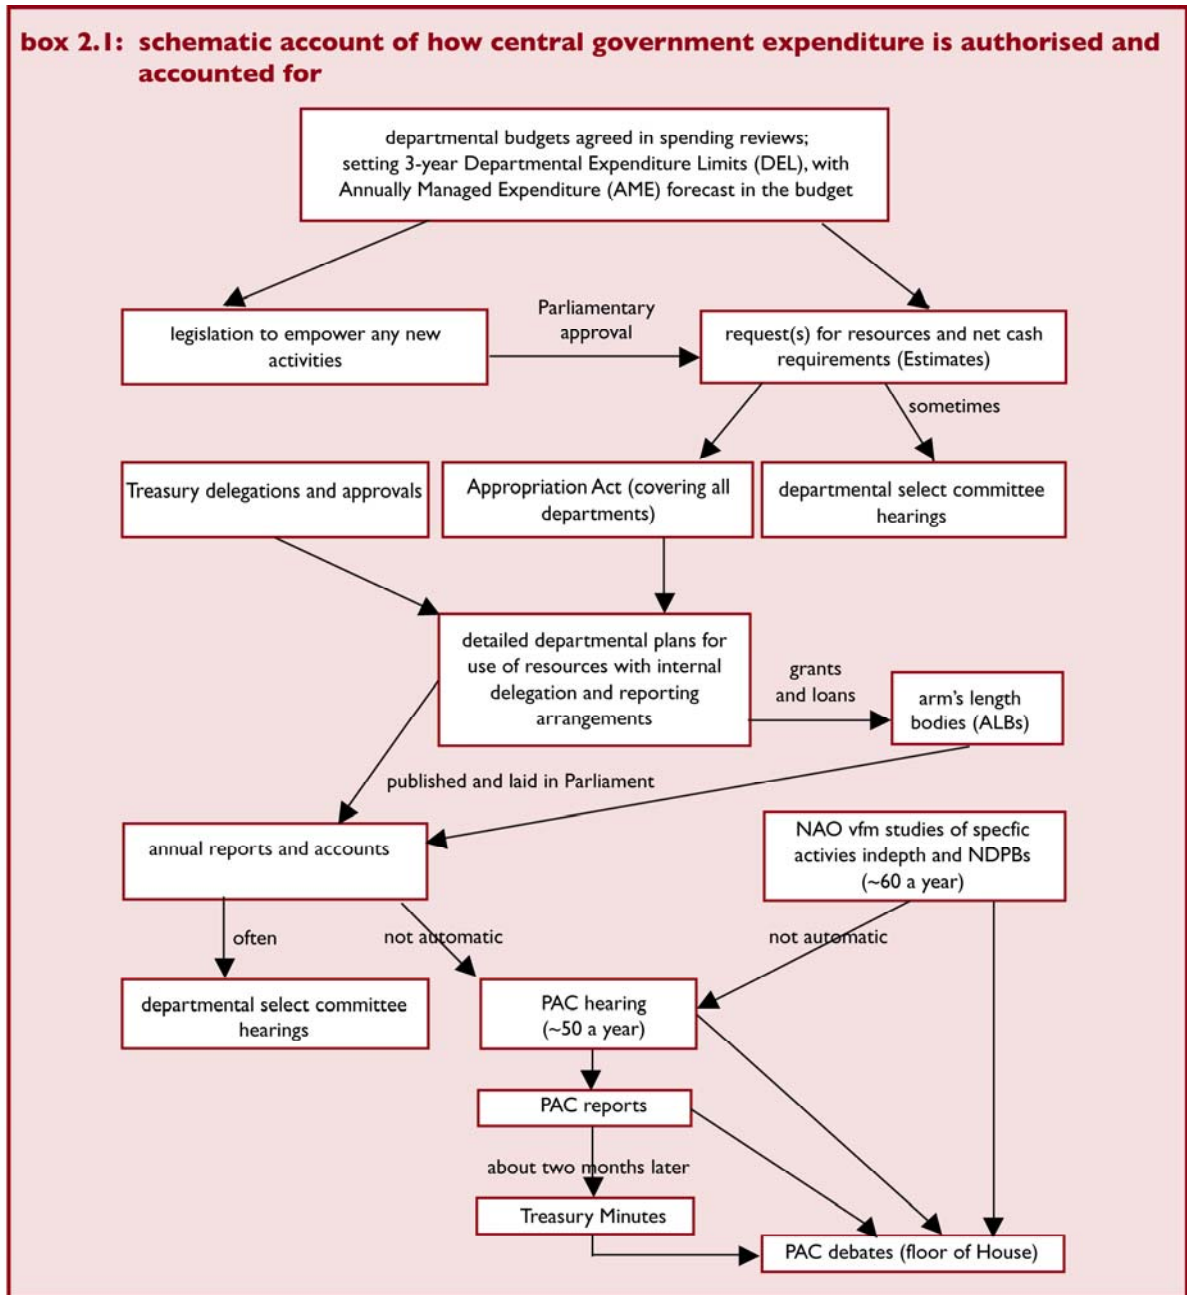 box 2.1: schematic account of how central government expenditure is authorised and
accounted for
departmental budgets agreed in spending reviews;
setting 3-year Departmental Expenditure Limits (DEL), with
Annually Managed Expenditure (AME) forecast in the budget
legislation to empower any new
activities
Parliamentary
approval
request(s) for resources and net cash
requirements (Estimates)
sometimes
Treasury delegations and approvals
Appropriation Act (covering all
departments)
departmental select committee
hearings
detailed departmental plans for
use of resources with internal
delegation and reporting
arrangements
grants
and loans
arm's length
bodies (ALBs)
published and laid in Parliament
annual reports and accounts
NAO vfm studies of specfic
activies indepth and NDPBs
(~60 a year)
often
not automatic
not automatic
departmental select committee
hearings
PAC hearing
(~50 a year)
PAC reports
about two months later
Treasury Minutes
PAC debates (floor of House)